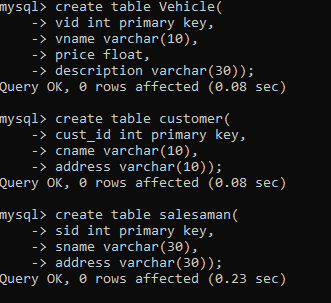 mysql> create table Vehicle(
    -> vid int primary key,
    -> vname varchar(10),
    -> price float,
    -> description varchar(30));
Query OK, 0 rows affected (0.08 sec)
mysql> create table customer(
    -> cust_id int primary key,
    -> cname varchar(10),
    -> address varchar(10));
Query OK, 0 rows affected (0.08 sec)
mysql> create table salesaman(
    -> sid int primary key,
    -> sname varchar(30),
    -> address varchar(30));
Query OK, 0 rows affected (0.23 sec)